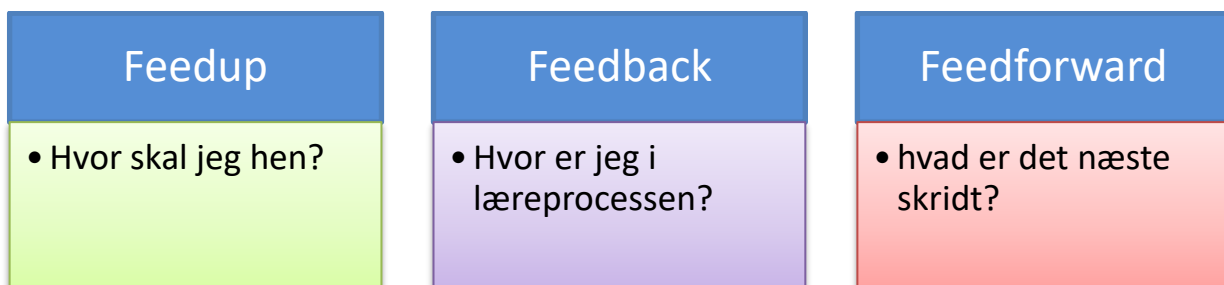 Feedup
• Hvor skal jeg hen?
Feedback
• Hvor er jeg i
læreprocessen?
Feedforward
• hvad er det næste
skridt?